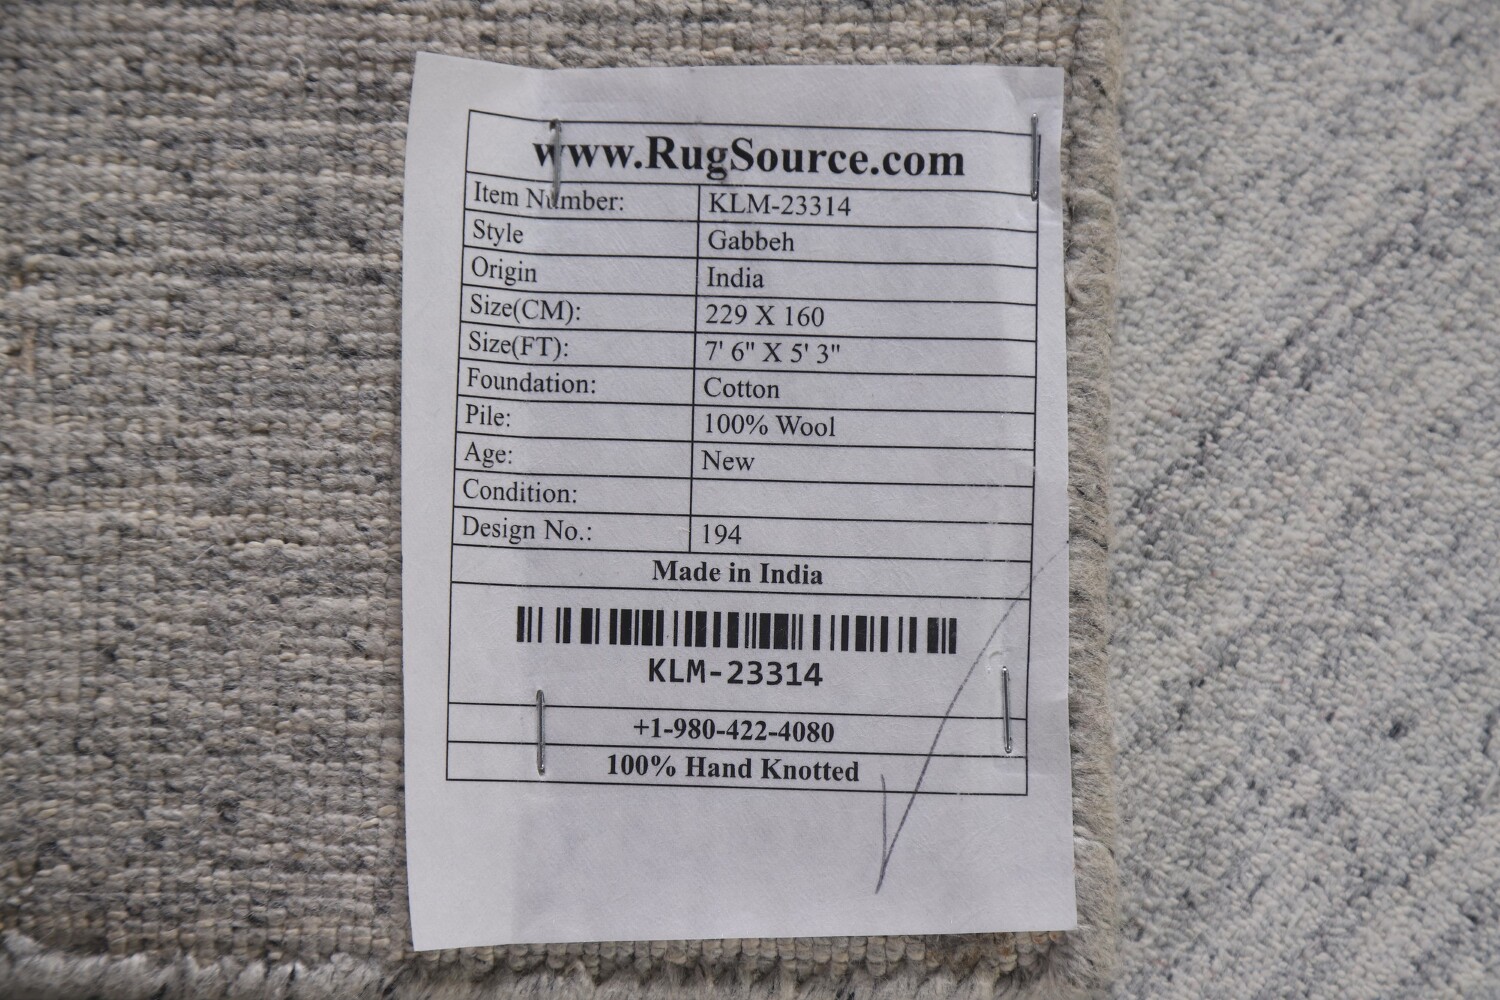 www.RugSource.com
Item Number: KLM-23314
Style Gabbeh
Origin India
Size(CM): 229 X 160
Size(FT): 7' 6" X 5' 3"
Foundation: Cotton
Pile: 100% Wool
Age: New
Condition:
Design No.: 194
Made in India
KLM-23314
+1-980-422-4080
100% Hand Knotted